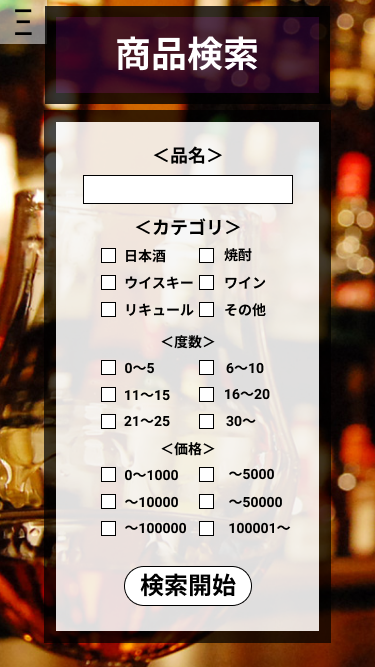 商品検索
＜品名＞
＜カテゴリ＞
日本酒 焼酎
ウイスキー ワイン
リキュール その他
＜度数＞
0〜5 6〜10
11〜15 16〜20
21〜25 30〜
＜価格＞
0〜1000 〜5000
〜10000 〜50000
〜100000 100001〜
検索開始